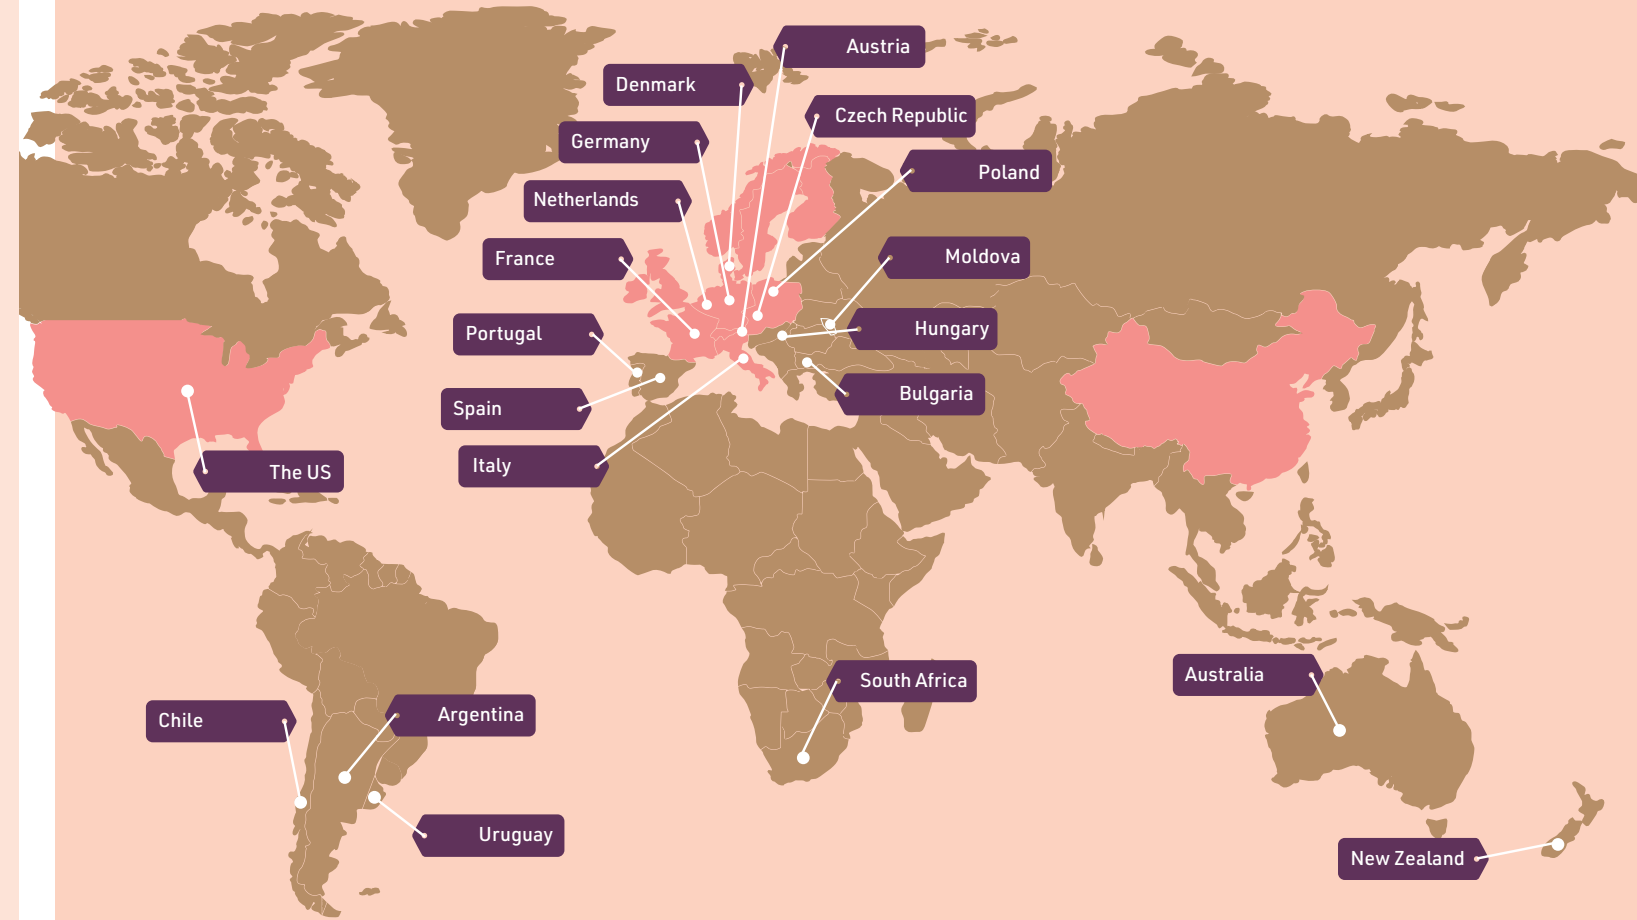 Austria
Denmark
Czech Republic
Germany
Poland
Netherlands
Moldova
France
Hungary
Portugal
Bulgaria
Spain
Italy
The US
Australia
South Africa
Argentina
Chile
Uruguay
New Zealand